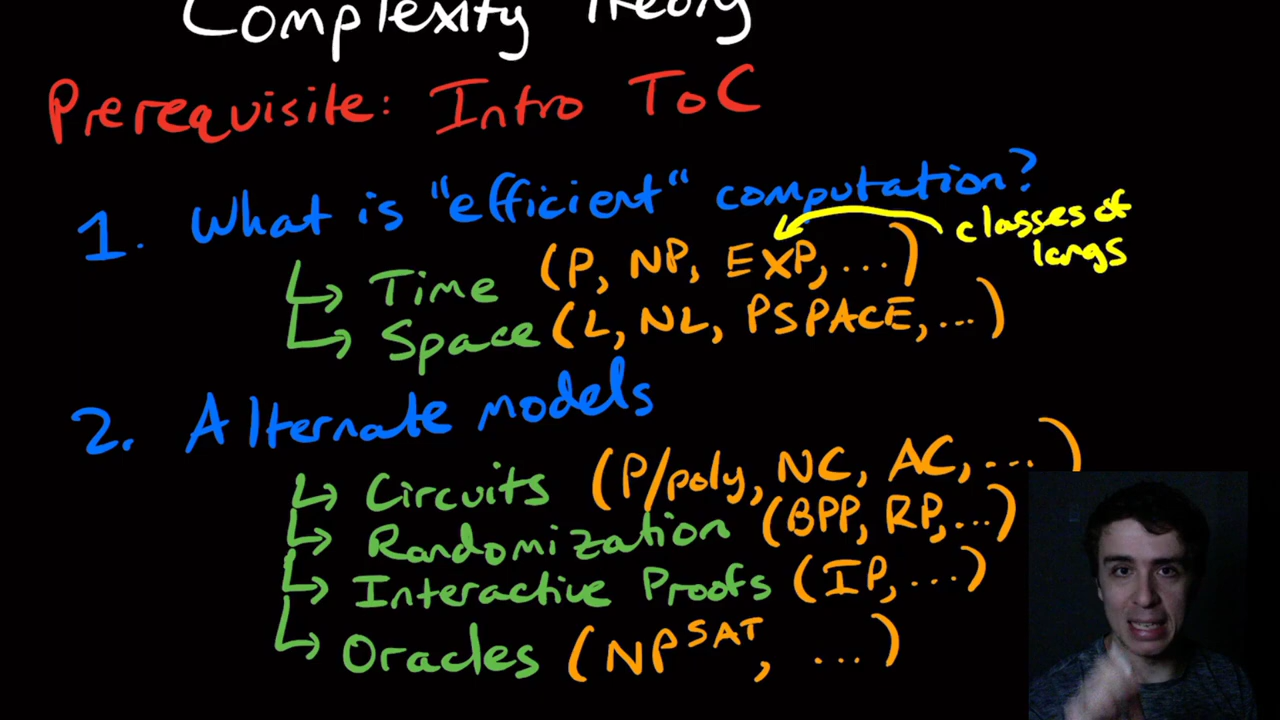 Complexity Theory
Prerequisite: Intro ToC
1. What is "efficient" computation?
classes of
langs
Time (P, NP, EXP, ...)
Space (L, NL, PSPACE, ...)
2. Alternate models
Circuits (P/poly, NC, AC, ...)
Randomization (BPP, RP, ...)
Interactive Proofs (IP, ...)
Oracles (NP^SAT, ...)